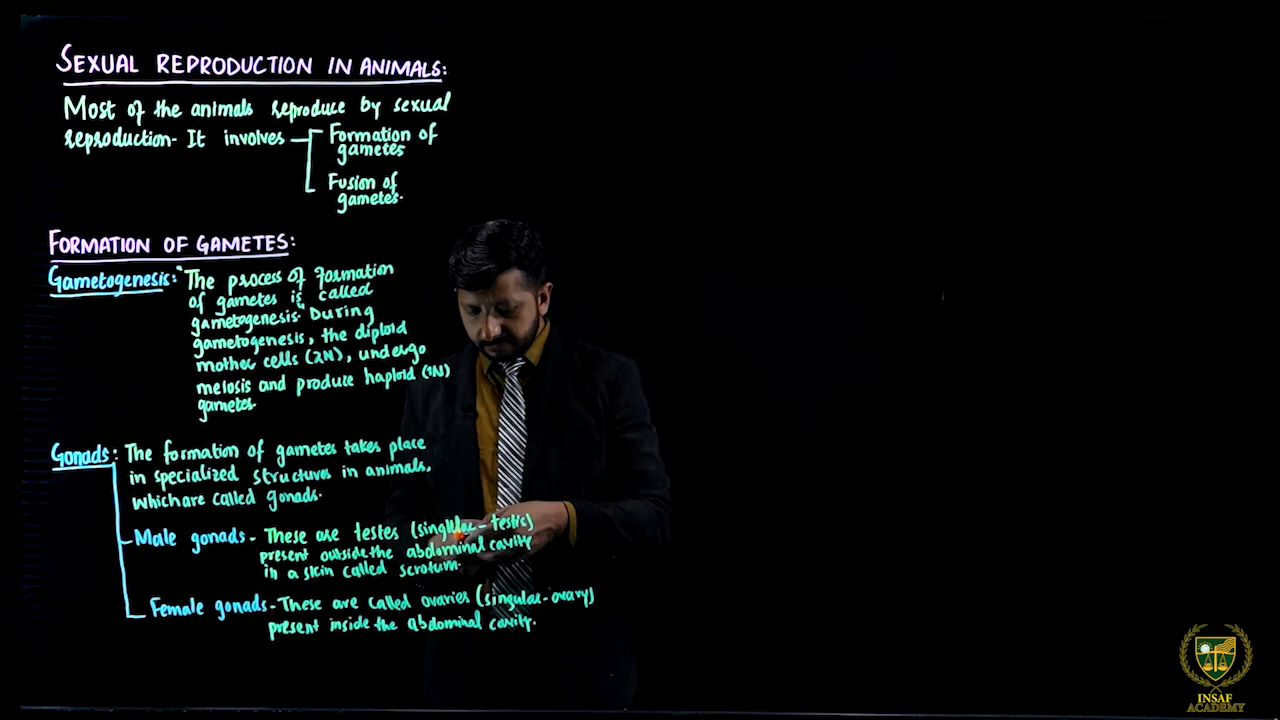 SEXUAL REPRODUCTION IN ANIMALS:
Most of the animals reproduce by sexual
reproduction. It involves
Formation of
gametes
Fusion of
gametes.
FORMATION OF GAMETES:
Gametogenesis: "The process of formation
of gametes is called
gametogenesis." During
gametogenesis, the diploid
mother cells (2N), undergo
meiosis and produce haploid (1N)
gametes.
Gonads: The formation of gametes takes place
in specialized structures in animals,
which are called gonads.
Male gonads - These are testes (singular - testis)
present outside the abdominal cavity
in a skin called scrotum.
Female gonads - These are called ovaries (singular - ovary)
present inside the abdominal cavity.
INSAF
ACADEMY